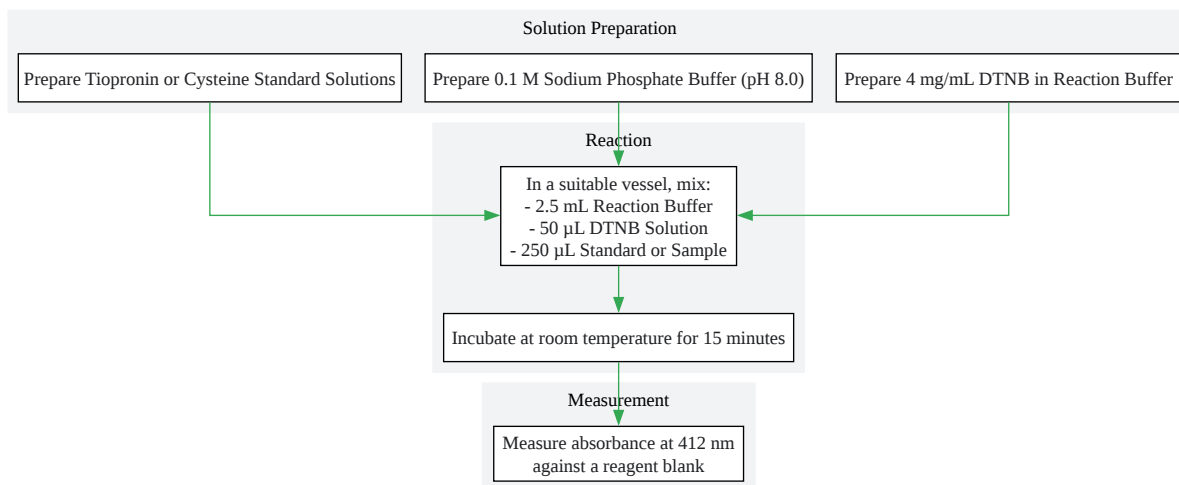 Solution Preparation
Prepare Tiopronin or Cysteine Standard Solutions
Prepare 0.1 M Sodium Phosphate Buffer (pH 8.0)
Prepare 4 mg/mL DTNB in Reaction Buffer
Reaction
In a suitable vessel, mix:
- 2.5 mL Reaction Buffer
- 50 µL DTNB Solution
- 250 µL Standard or Sample
Incubate at room temperature for 15 minutes
Measurement
Measure absorbance at 412 nm
against a reagent blank